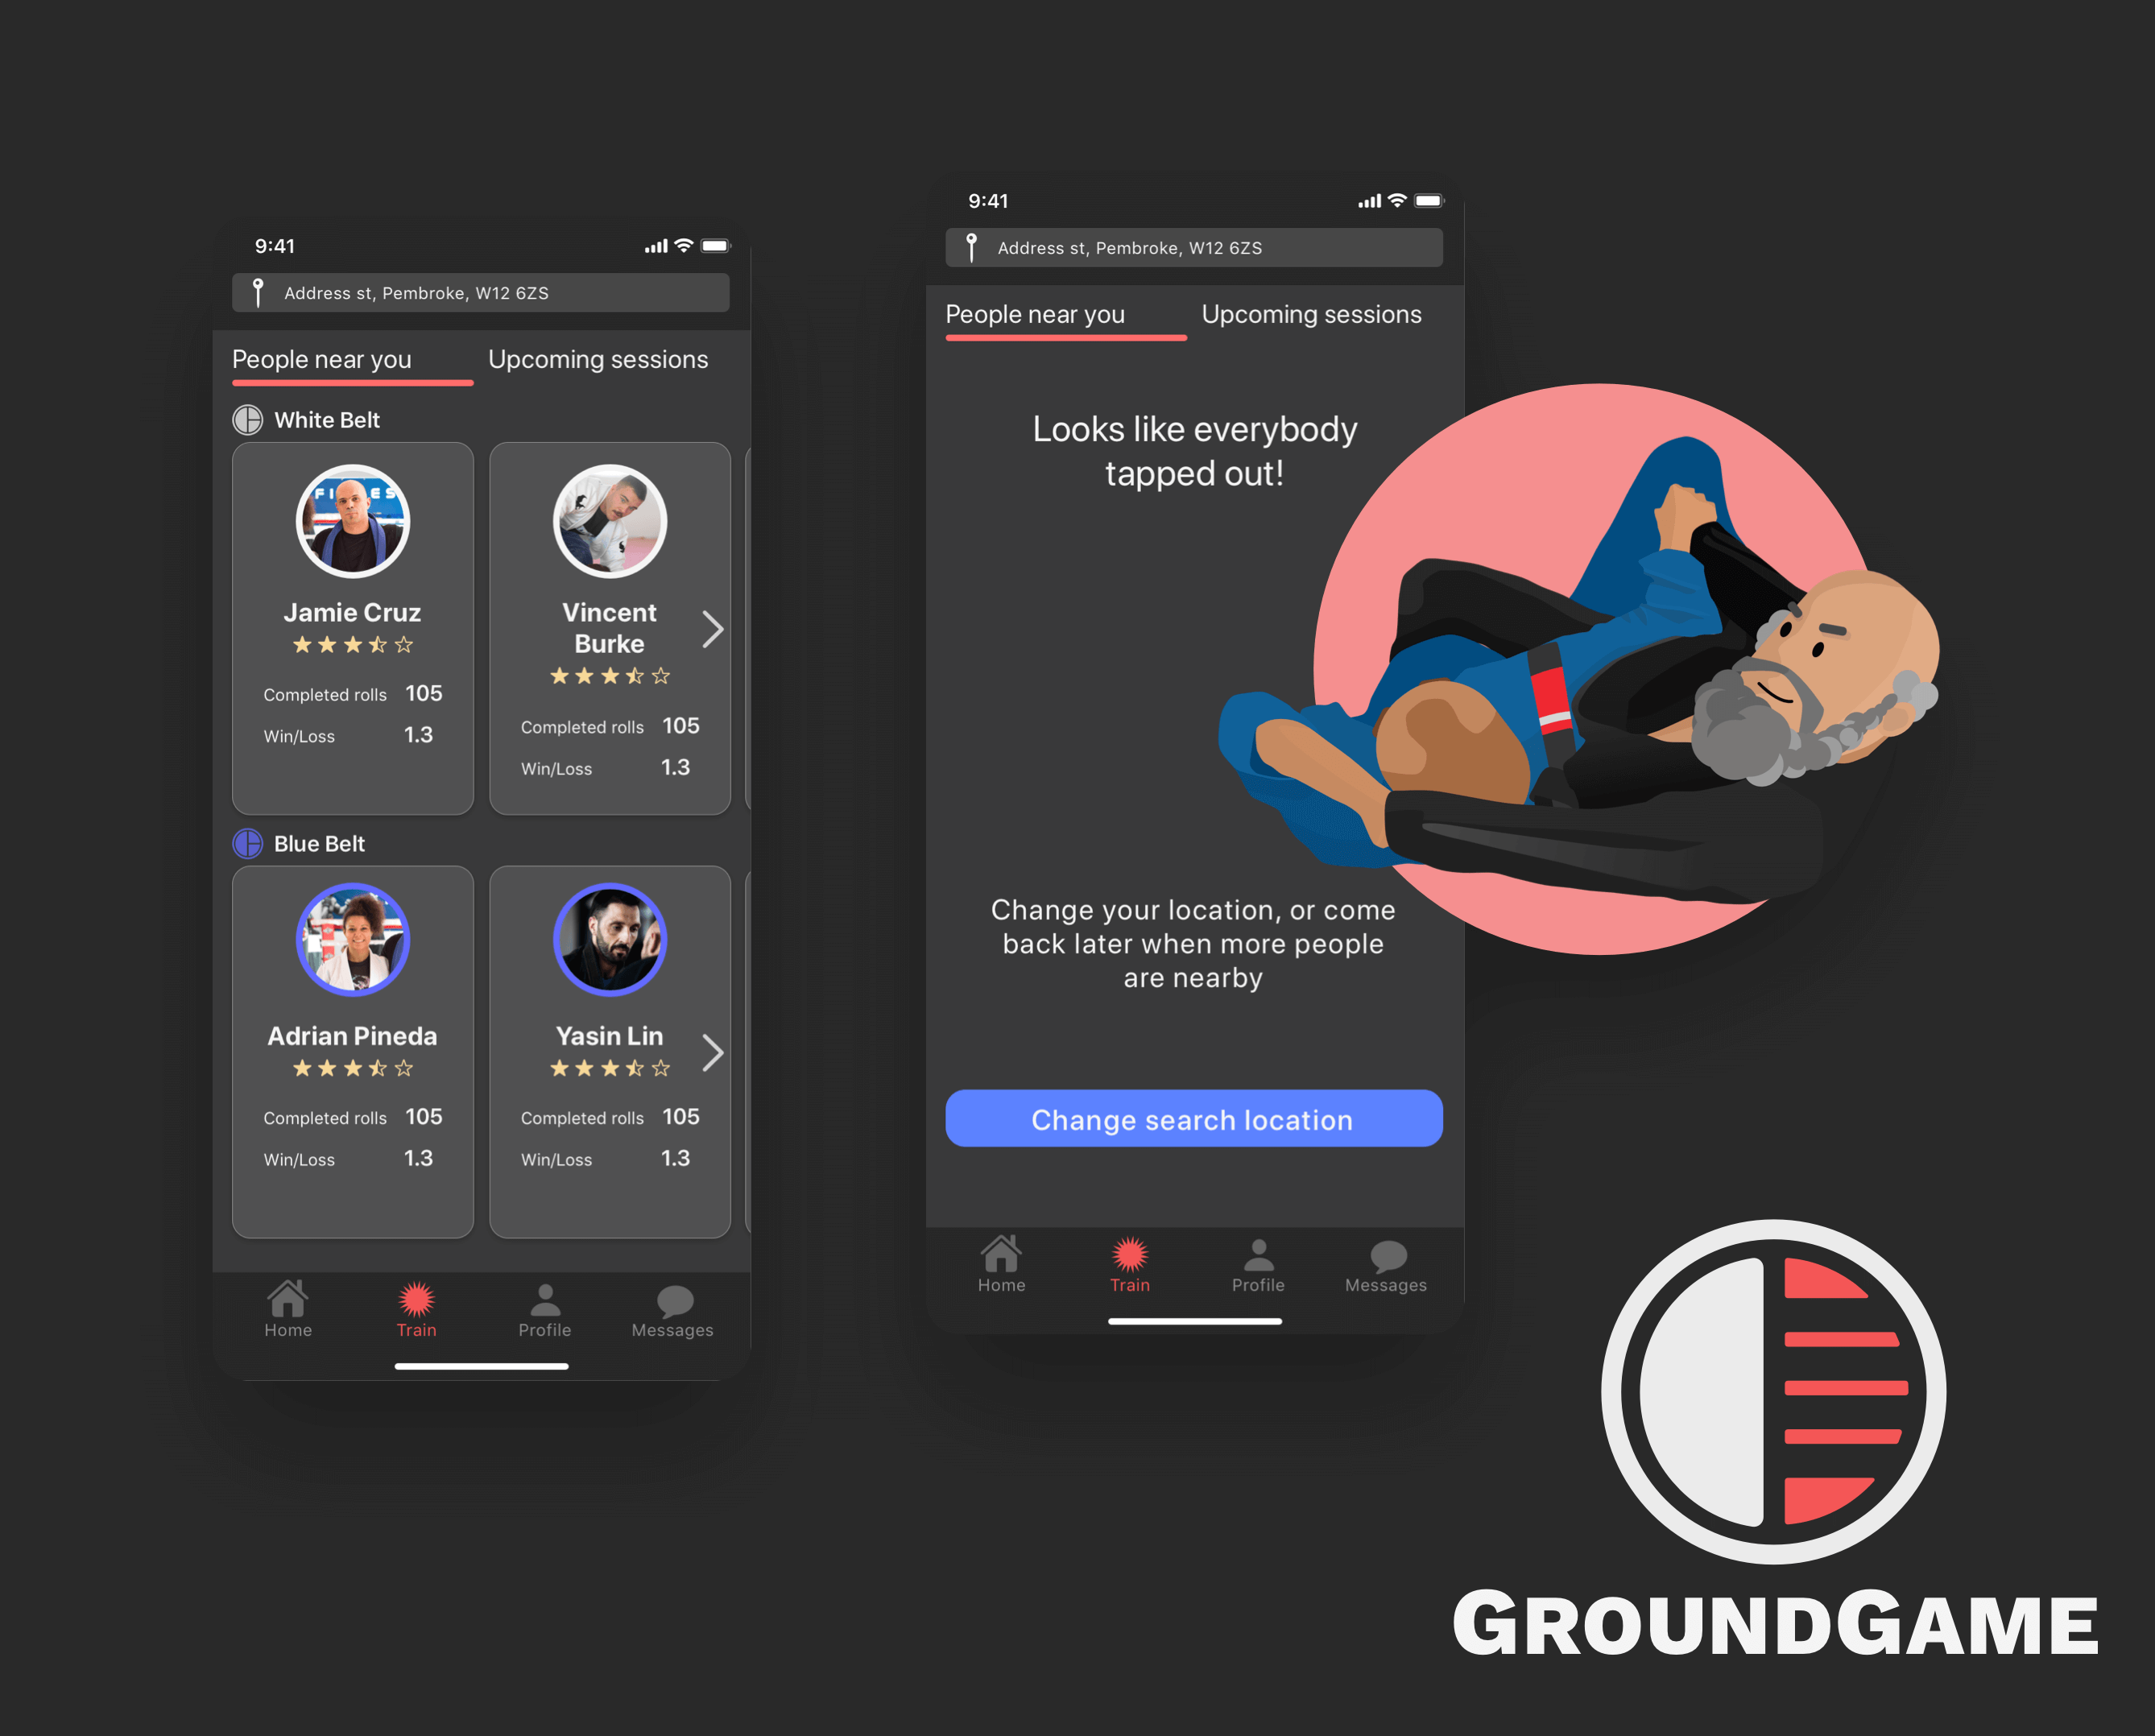 9:41
Address st, Pembroke, W12 6ZS
People near you
Upcoming sessions
White Belt
Jamie Cruz
Completed rolls 105
Win/Loss 1.3
Vincent
Burke
Completed rolls 105
Win/Loss 1.3
Blue Belt
Adrian Pineda
Completed rolls 105
Win/Loss 1.3
Yasin Lin
Completed rolls 105
Win/Loss 1.3
Home
Train
Profile
Messages
9:41
Address st, Pembroke, W12 6ZS
People near you
Upcoming sessions
Looks like everybody
tapped out!
Change your location, or come
back later when more people
are nearby
Change search location
Home
Train
Profile
Messages
GROUNDGAME